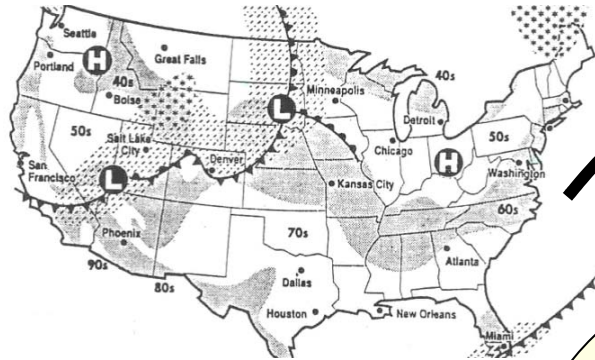 Seattle
Portland
H
Great Falls
40s
Boise
50s
Salt Lake
City
San
Francisco
L
Denver
L
Minneapolis
40s
Detroit
Chicago
H
50s
Washington
Kansas City
60s
Phoenix
90s
80s
70s
Dallas
Houston
New Orleans
Atlanta
Miami